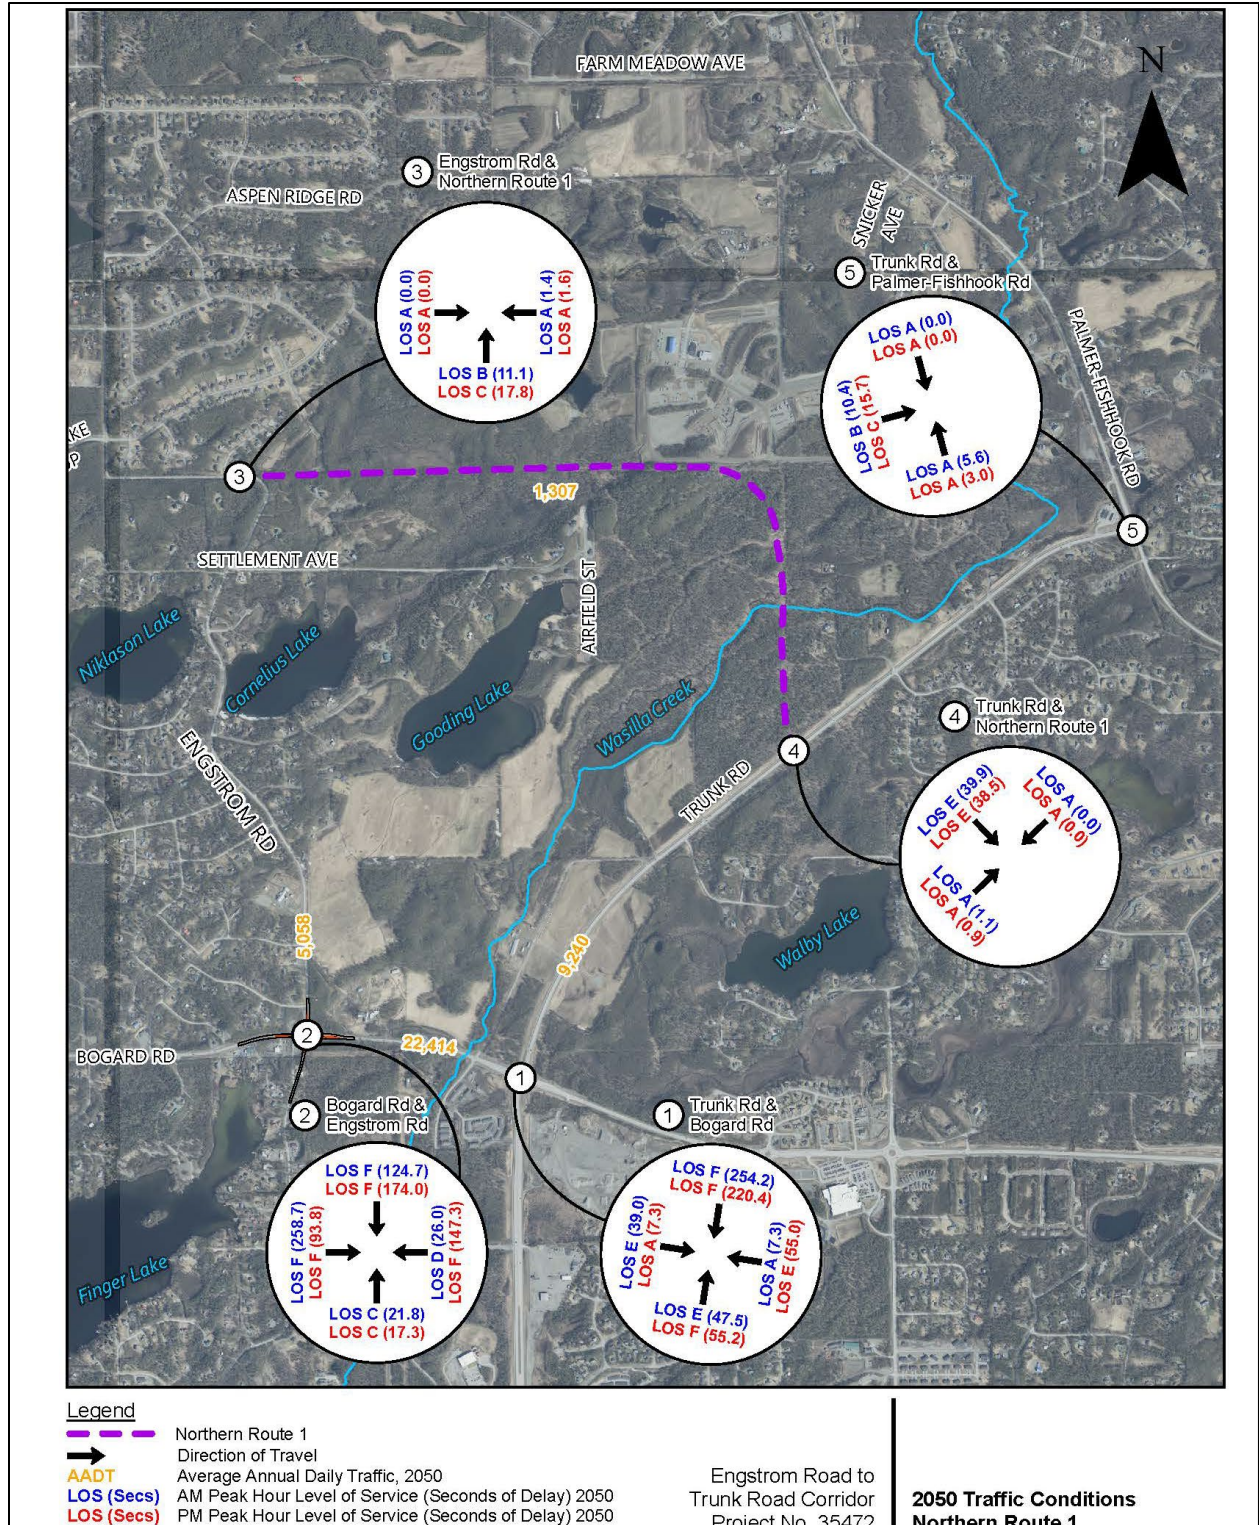 FARM MEADOW AVE
N
3
Engstrom Rd &
Northern Route 1
ASPEN RIDGE RD
LOS A (0.0)
LOS A (0.0)
LOS A (1.4)
LOS A (1.6)
LOS B (11.1)
LOS C (17.8)
SNICKER
AVE
5
Trunk Rd &
Palmer-Fishhook Rd
LOS A (0.0)
LOS A (0.0)
LOS B (10.4)
LOS C (15.7)
LOS A (5.6)
LOS A (3.0)
PALMER-FISHHOOK RD
KE
P
3
1,307
5
SETTLEMENT AVE
AIRFIELD ST
Niklason Lake
Cornelius Lake
Gooding Lake
Wasilla Creek
4
Trunk Rd &
Northern Route 1
4
TRUNK RD
ENGSTROM RD
LOS E (39.9)
LOS E (38.5)
LOS A (0.0)
LOS A (0.0)
LOS A (1.1)
LOS A (0.9)
Walby Lake
5,058
9,240
2
22,414
BOGARD RD
1
2
Bogard Rd &
Engstrom Rd
1
Trunk Rd &
Bogard Rd
LOS F (124.7)
LOS F (174.0)
LOS F (258.7)
LOS F (93.8)
LOS D (26.0)
LOS F (147.3)
LOS C (21.8)
LOS C (17.3)
LOS F (254.2)
LOS F (220.4)
LOS E (39.0)
LOS A (7.3)
LOS A (7.3)
LOS E (55.0)
LOS E (47.5)
LOS F (55.2)
Finger Lake
Legend
Northern Route 1
Direction of Travel
AADT Average Annual Daily Traffic, 2050
LOS (Secs) AM Peak Hour Level of Service (Seconds of Delay) 2050
LOS (Secs) PM Peak Hour Level of Service (Seconds of Delay) 2050
Engstrom Road to
Trunk Road Corridor
Project No. 35472
2050 Traffic Conditions
Northern Route 1